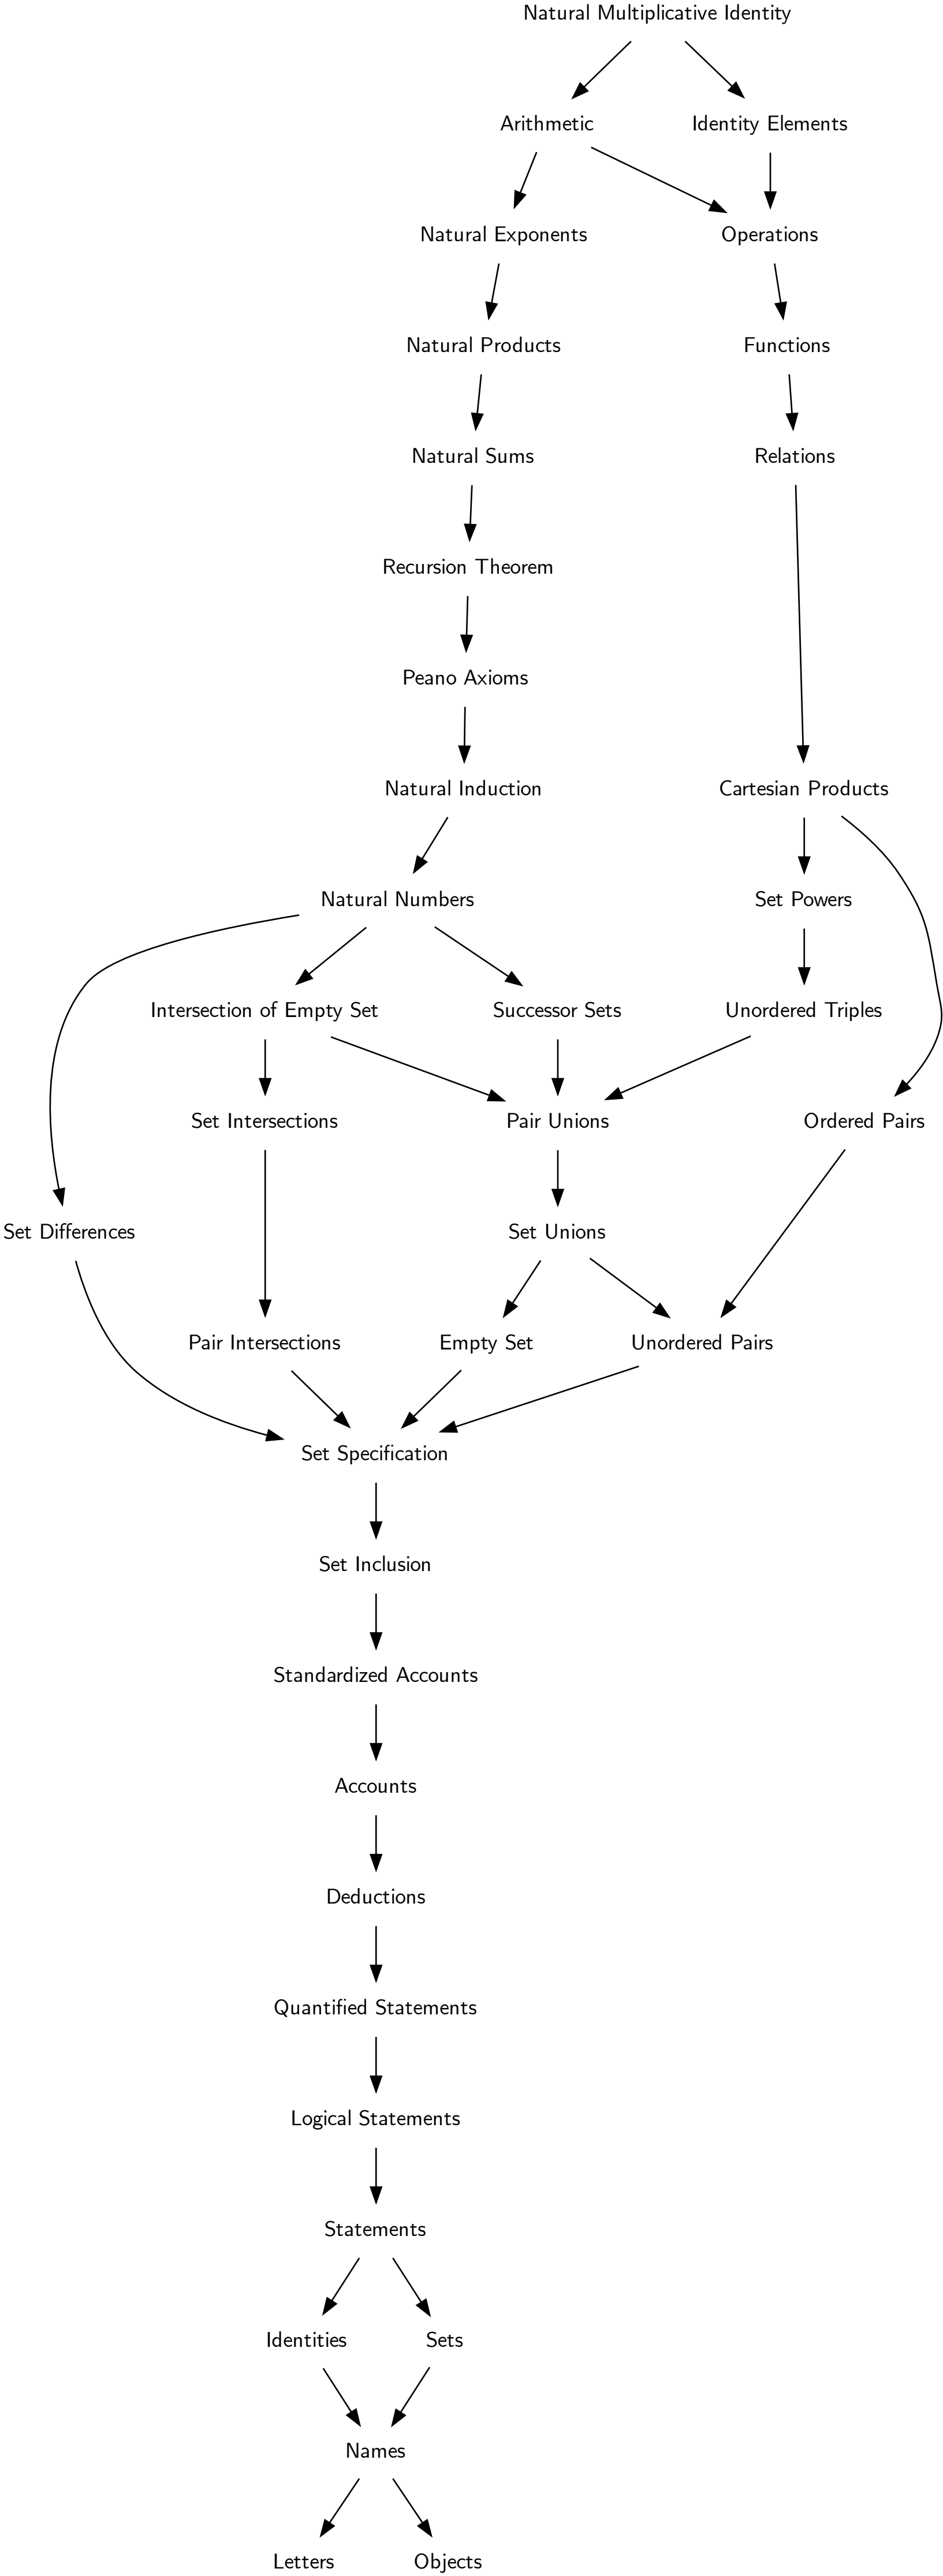 Natural Multiplicative Identity
Arithmetic
Identity Elements
Natural Exponents
Operations
Natural Products
Functions
Natural Sums
Relations
Recursion Theorem
Peano Axioms
Natural Induction
Cartesian Products
Natural Numbers
Set Powers
Intersection of Empty Set
Successor Sets
Unordered Triples
Set Intersections
Pair Unions
Ordered Pairs
Set Differences
Set Unions
Pair Intersections
Empty Set
Unordered Pairs
Set Specification
Set Inclusion
Standardized Accounts
Accounts
Deductions
Quantified Statements
Logical Statements
Statements
Identities
Sets
Names
Letters
Objects